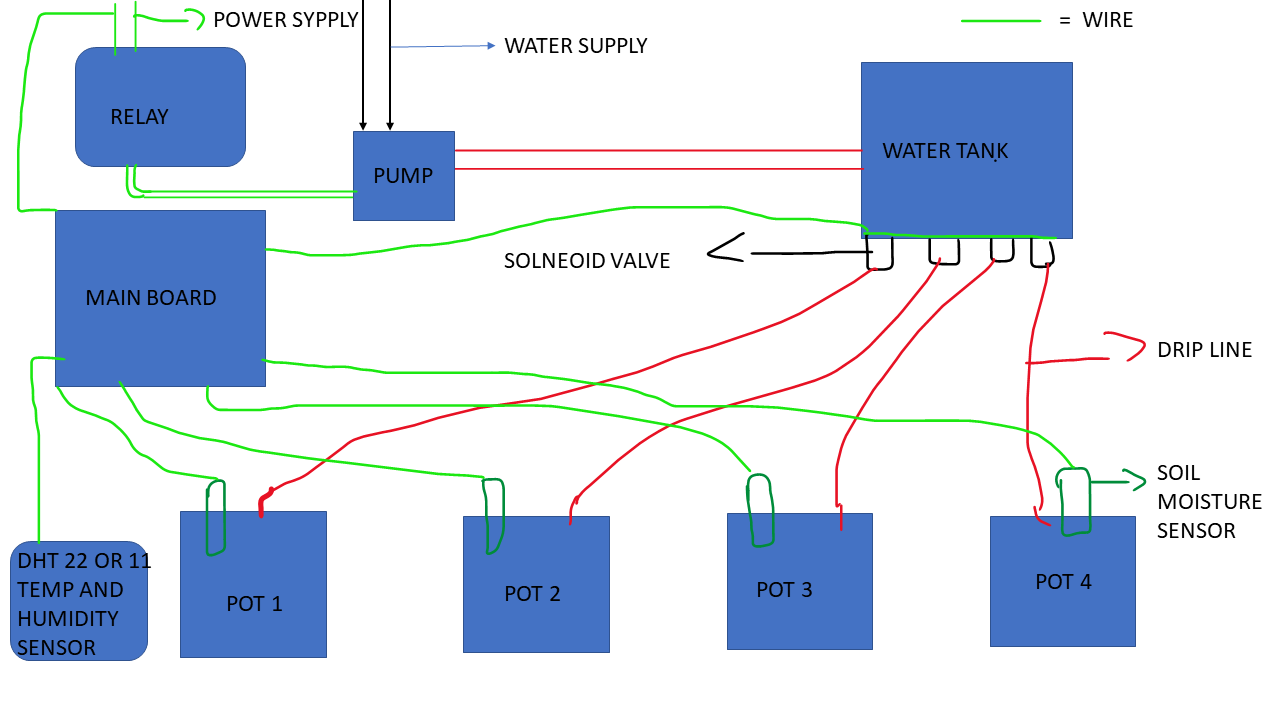 POWER SYPPLY
= WIRE
WATER SUPPLY
RELAY
WATER TANK
PUMP
SOLNEOID VALVE
MAIN BOARD
DRIP LINE
SOIL
MOISTURE
SENSOR
DHT 22 OR 11
TEMP AND
HUMIDITY
SENSOR
POT 1
POT 2
POT 3
POT 4